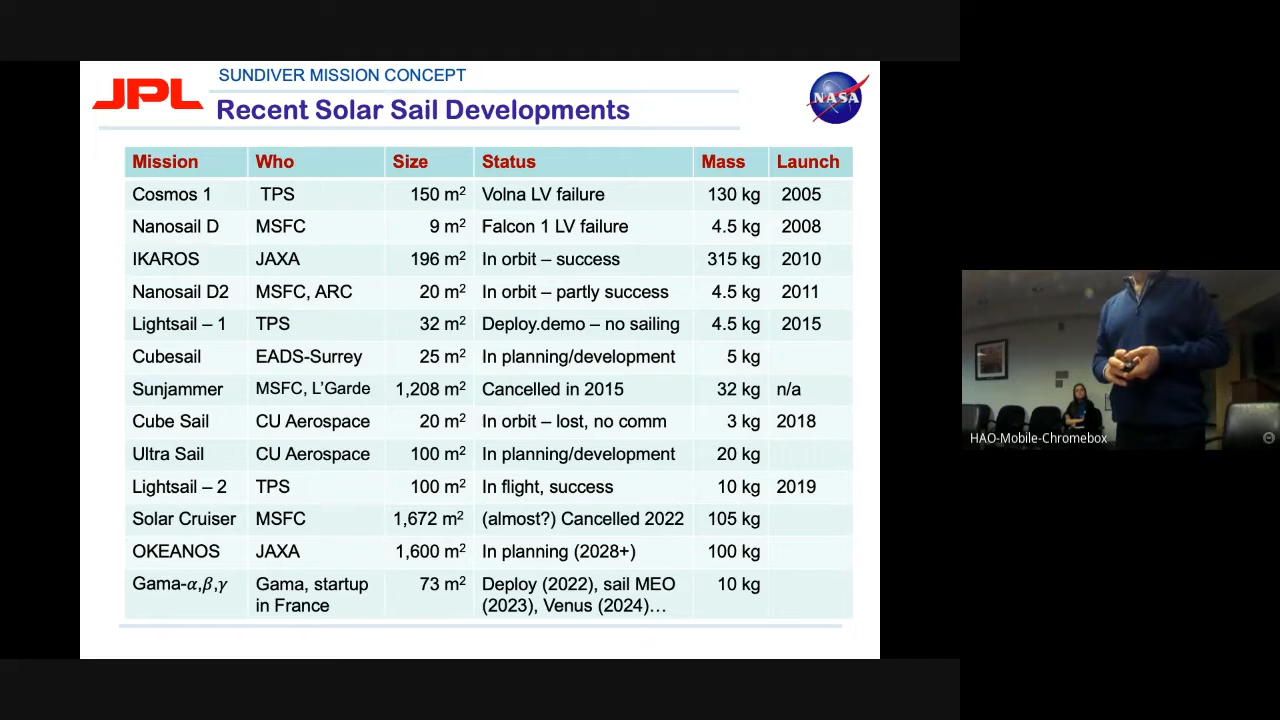 SUNDIVER MISSION CONCEPT
JPL
NASA
Recent Solar Sail Developments
Mission Who Size Status Mass Launch
Cosmos 1 TPS 150 m² Volna LV failure 130 kg 2005
Nanosail D MSFC 9 m² Falcon 1 LV failure 4.5 kg 2008
IKAROS JAXA 196 m² In orbit – success 315 kg 2010
Nanosail D2 MSFC, ARC 20 m² In orbit – partly success 4.5 kg 2011
Lightsail – 1 TPS 32 m² Deploy.demo – no sailing 4.5 kg 2015
Cubesail EADS-Surrey 25 m² In planning/development 5 kg
Sunjammer MSFC, L’Garde 1,208 m² Cancelled in 2015 32 kg n/a
Cube Sail CU Aerospace 20 m² In orbit – lost, no comm 3 kg 2018
Ultra Sail CU Aerospace 100 m² In planning/development 20 kg
Lightsail – 2 TPS 100 m² In flight, success 10 kg 2019
Solar Cruiser MSFC 1,672 m² (almost?) Cancelled 2022 105 kg
OKEANOS JAXA 1,600 m² In planning (2028+) 100 kg
Gama-α,β,γ Gama, startup 73 m² Deploy (2022), sail MEO 10 kg
in France (2023), Venus (2024)…
HAO-Mobile-Chromebox